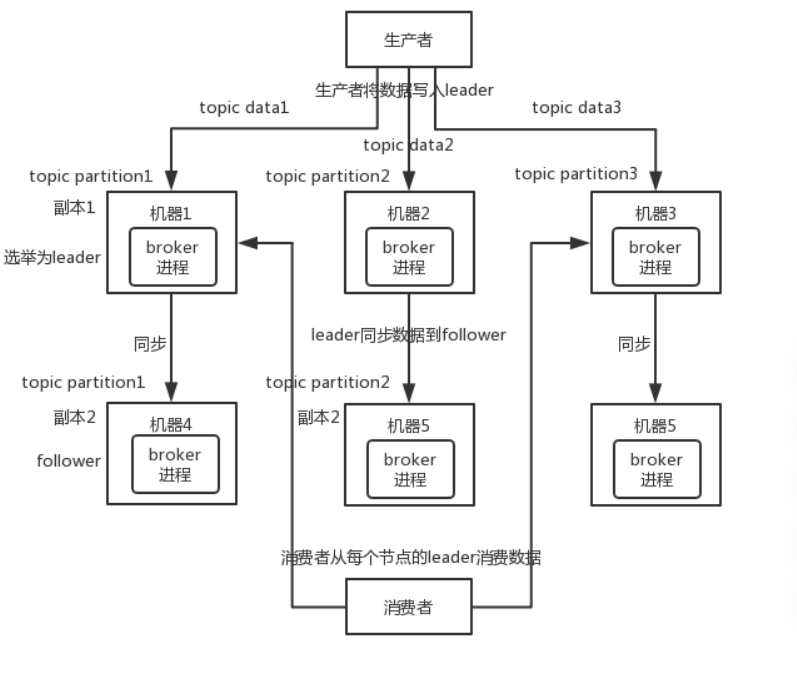 生产者
生产者将数据写入leader
topic data1
topic data3
topic data2
topic partition1
topic partition2
topic partition3
副本1
机器1
机器2
机器3
选举为leader
broker
进程
broker
进程
broker
进程
同步
leader同步数据到follower
同步
topic partition1
topic partition2
副本2
副本2
机器4
机器5
机器5
follower
broker
进程
broker
进程
broker
进程
消费者从每个节点的leader消费数据
消费者